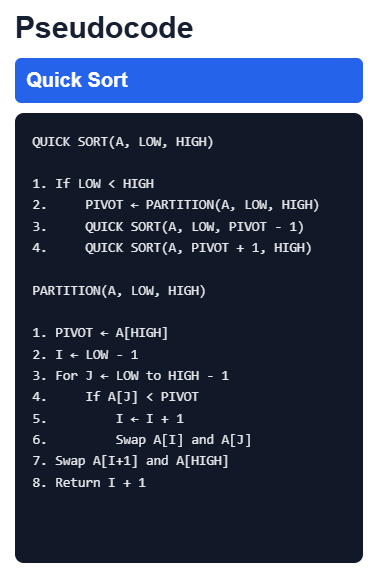 Pseudocode
Quick Sort
QUICK SORT(A, LOW, HIGH)
1. If LOW < HIGH
2.     PIVOT ← PARTITION(A, LOW, HIGH)
3.     QUICK SORT(A, LOW, PIVOT - 1)
4.     QUICK SORT(A, PIVOT + 1, HIGH)
PARTITION(A, LOW, HIGH)
1. PIVOT ← A[HIGH]
2. I ← LOW - 1
3. For J ← LOW to HIGH - 1
4.     If A[J] < PIVOT
5.         I ← I + 1
6.         Swap A[I] and A[J]
7. Swap A[I+1] and A[HIGH]
8. Return I + 1